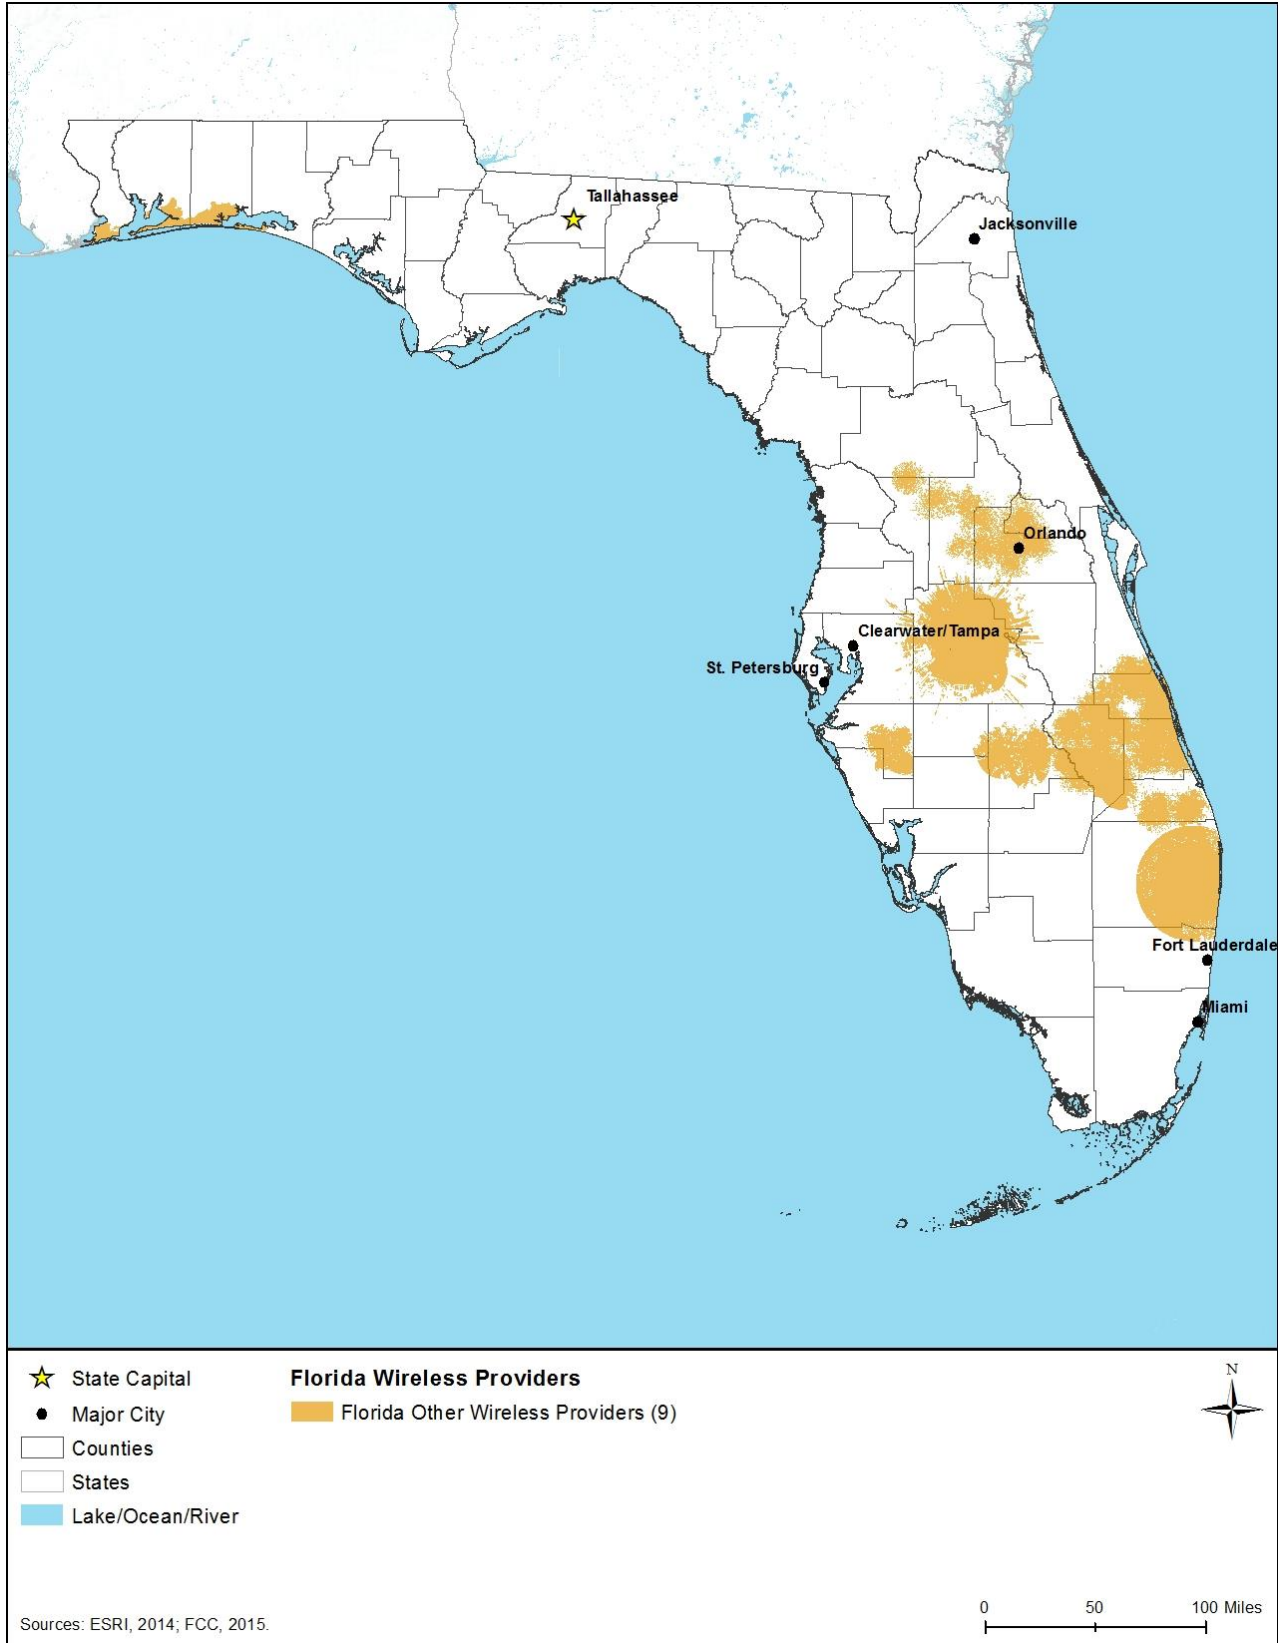 Tallahassee
Jacksonville
Orlando
Clearwater/Tampa
St. Petersburg
Fort Lauderdale
Miami
State Capital
Major City
Counties
States
Lake/Ocean/River
Florida Wireless Providers
Florida Other Wireless Providers (9)
N
Sources: ESRI, 2014; FCC, 2015.
0 50 100 Miles